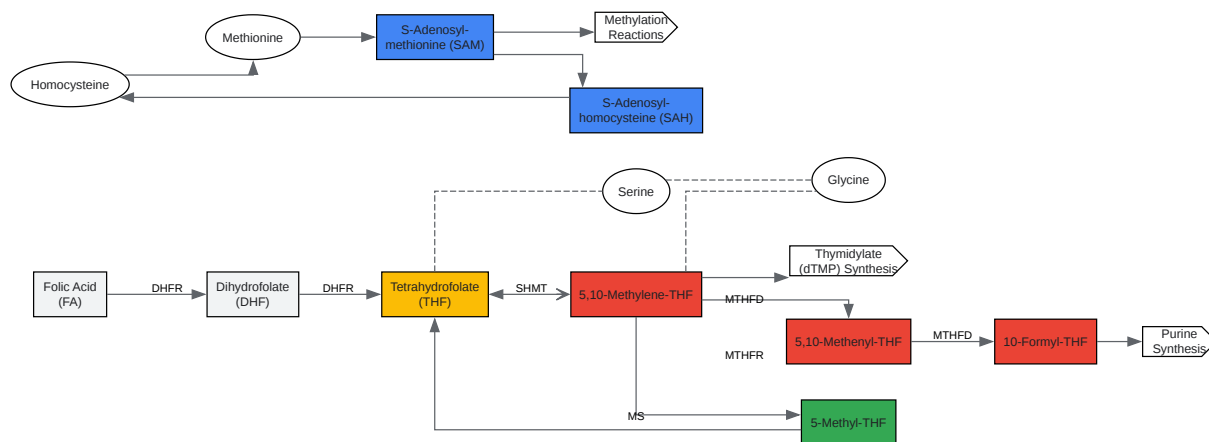 Methylation
Reactions
Methionine
S-Adenosyl-
methionine (SAM)
Homocysteine
S-Adenosyl-
homocysteine (SAH)
Serine
Glycine
Thymidylate
(dTMP) Synthesis
Folic Acid
(FA)
DHFR
Dihydrofolate
(DHF)
DHFR
Tetrahydrofolate
(THF)
SHMT
5,10-Methylene-THF
MTHFD
5,10-Methenyl-THF
MTHFD
10-Formyl-THF
Purine
Synthesis
MTHFR
MS
5-Methyl-THF